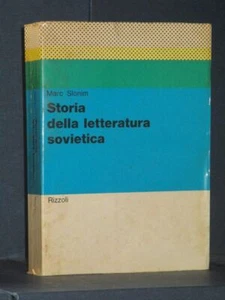 Marc Slonim
Storia
della letteratura
sovietica
Rizzoli